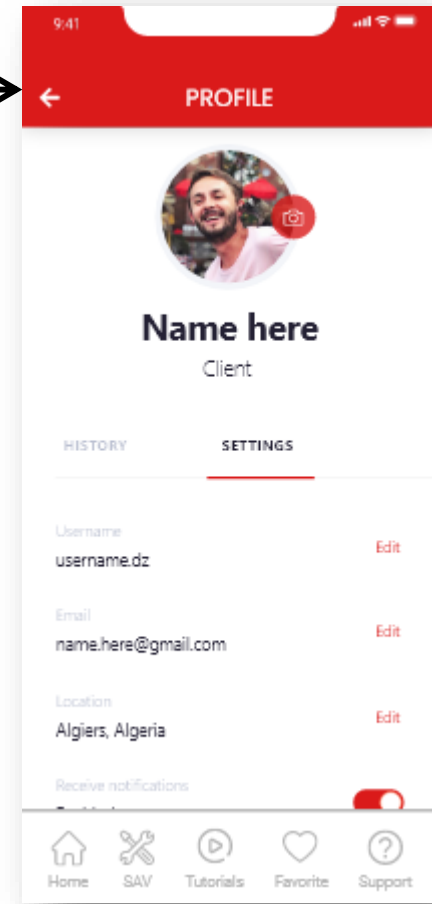 9:41
PROFILE
Name here
Client
HISTORY SETTINGS
Username
username.dz
Edit
Email
name.here@gmail.com
Edit
Location
Algiers, Algeria
Edit
Receive notifications
Home SAV Tutorials Favorite Support